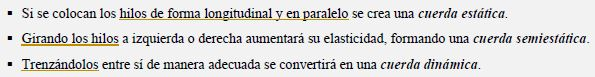 ▪ Si se colocan los hilos de forma longitudinal y en paralelo se crea una cuerda estática.
▪ Girando los hilos a izquierda o derecha aumentará su elasticidad, formando una cuerda semiestática.
▪ Trenzándolos entre sí de manera adecuada se convertirá en una cuerda dinámica.